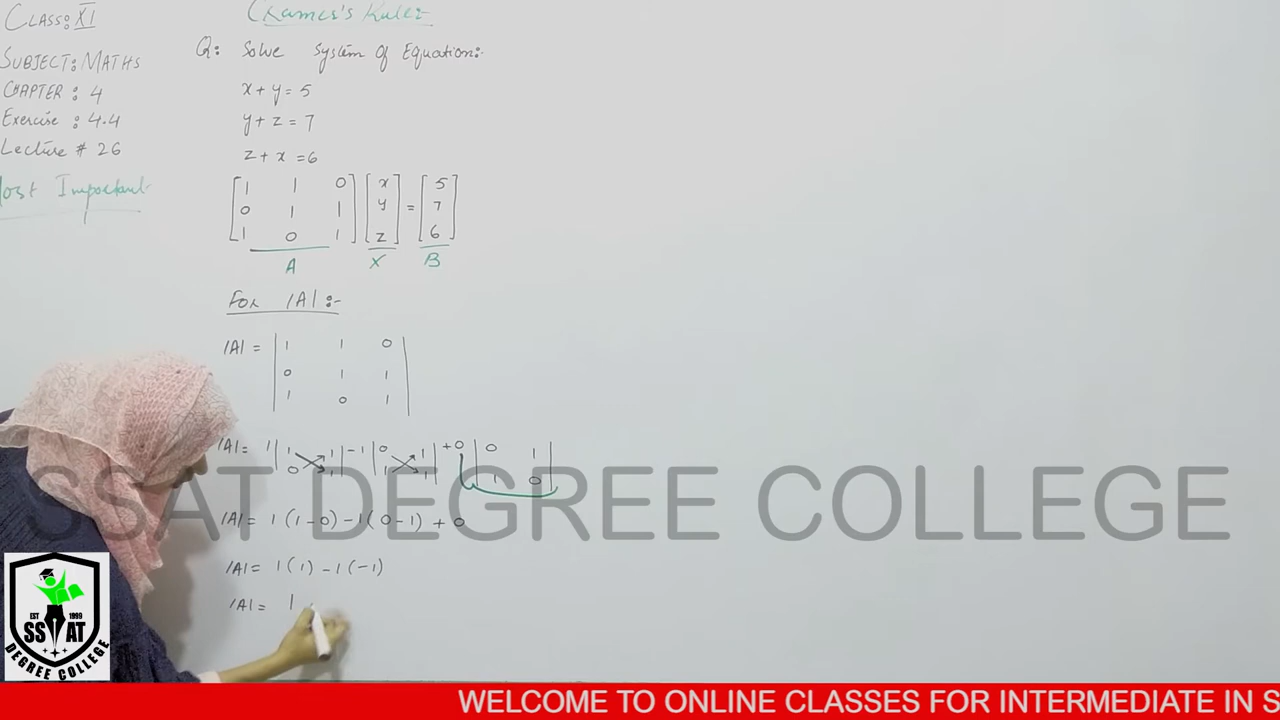 CLASS: XI
SUBJECT: MATHS
CHAPTER : 4
Exercise : 4.4
Lecture # 26
Most Important
Cramer's Rule:-
Q: Solve System Of Equation:-
x + y = 5
y + z = 7
z + x = 6
[1 1 0] [x] [5]
[0 1 1] [y] = [7]
[1 0 1] [z] [6]
A X B
For |A| :-
|A| = | 1 1 0 |
| 0 1 1 |
| 1 0 1 |
|A| = 1 | 1 1 | -1 | 0 1 | +0 | 0 1 |
| 0 1 | | 1 1 | | 1 0 |
|A| = 1 (1-0) -1 (0-1) + 0
|A| = 1(1) -1(-1)
|A| = 1
SSAT DEGREE COLLEGE
EST 1999
SSAT
DEGREE COLLEGE
WELCOME TO ONLINE CLASSES FOR INTERMEDIATE IN S